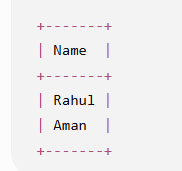 +-------+
| Name  |
+-------+
| Rahul |
| Aman  |
+-------+